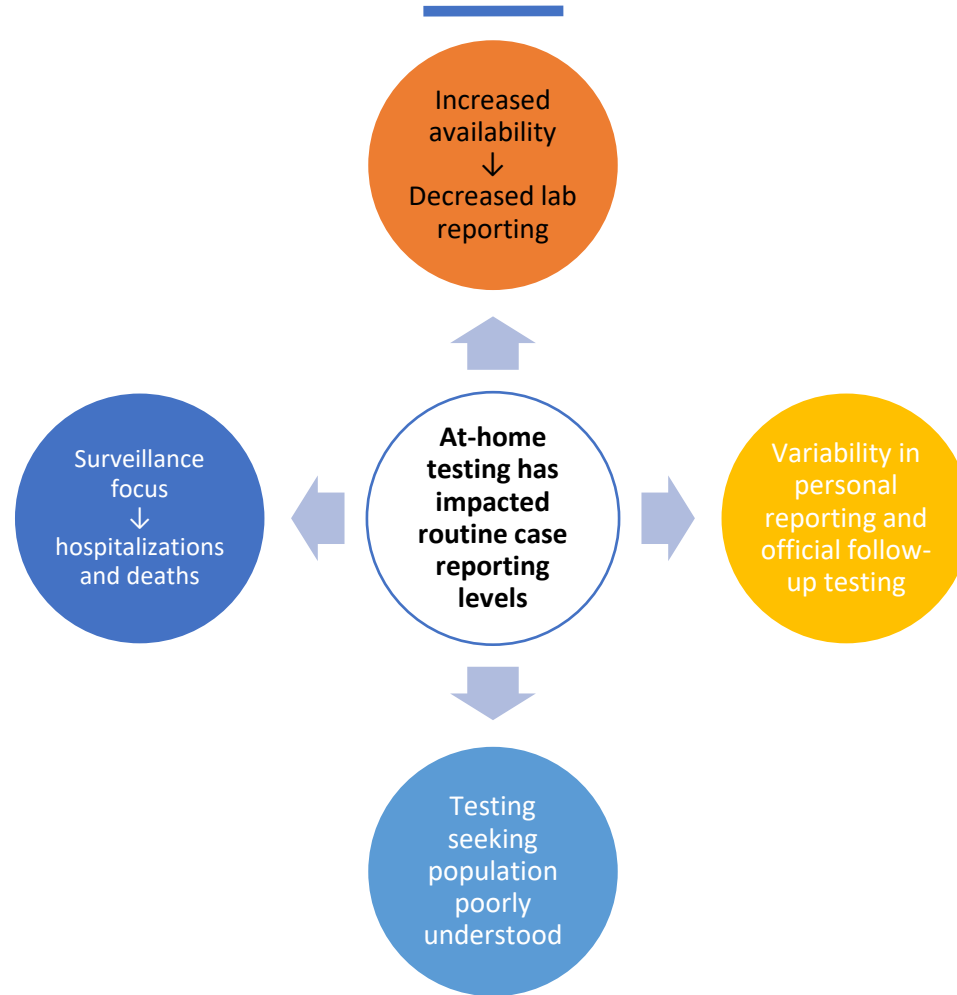 Increased
availability
↓
Decreased lab
reporting
Surveillance
focus
↓
hospitalizations
and deaths
At-home
testing has
impacted
routine case
reporting
levels
Variability in
personal
reporting and
official follow-
up testing
Testing
seeking
population
poorly
understood